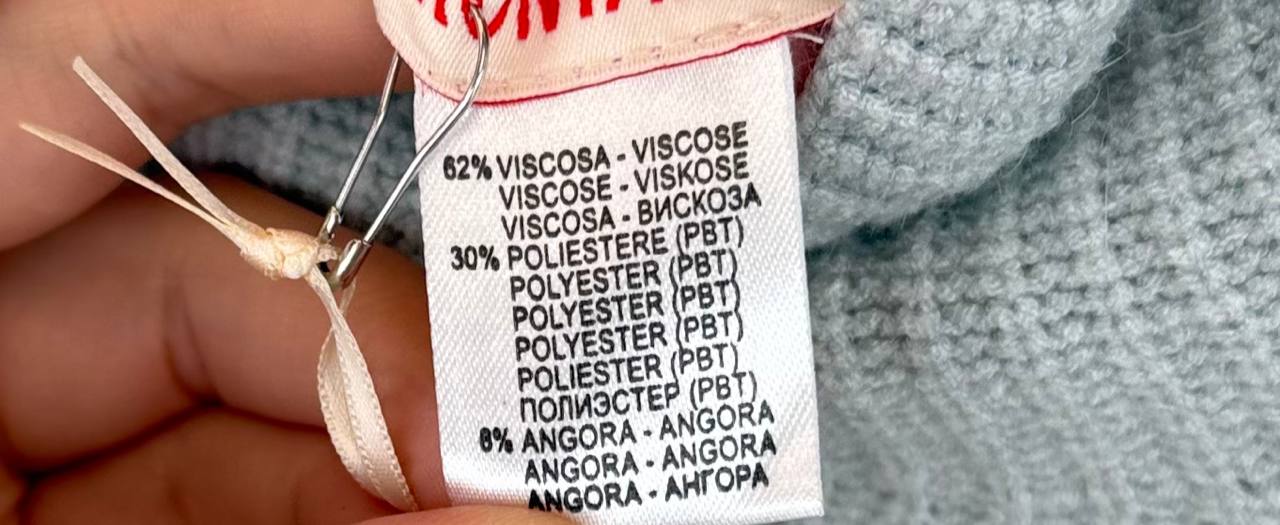 62% VISCOSA - VISCOSE
VISCOSE - VISKOSE
VISCOSA - ВИСКОЗА
30% POLIESTERE (PBT)
POLYESTER (PBT)
POLYESTER (PBT)
POLYESTER (PBT)
POLIESTER (PBT)
ПОЛИЭСТЕР (PBT)
8% ANGORA - ANGORA
ANGORA - ANGORA
ANGORA - АНГОРА